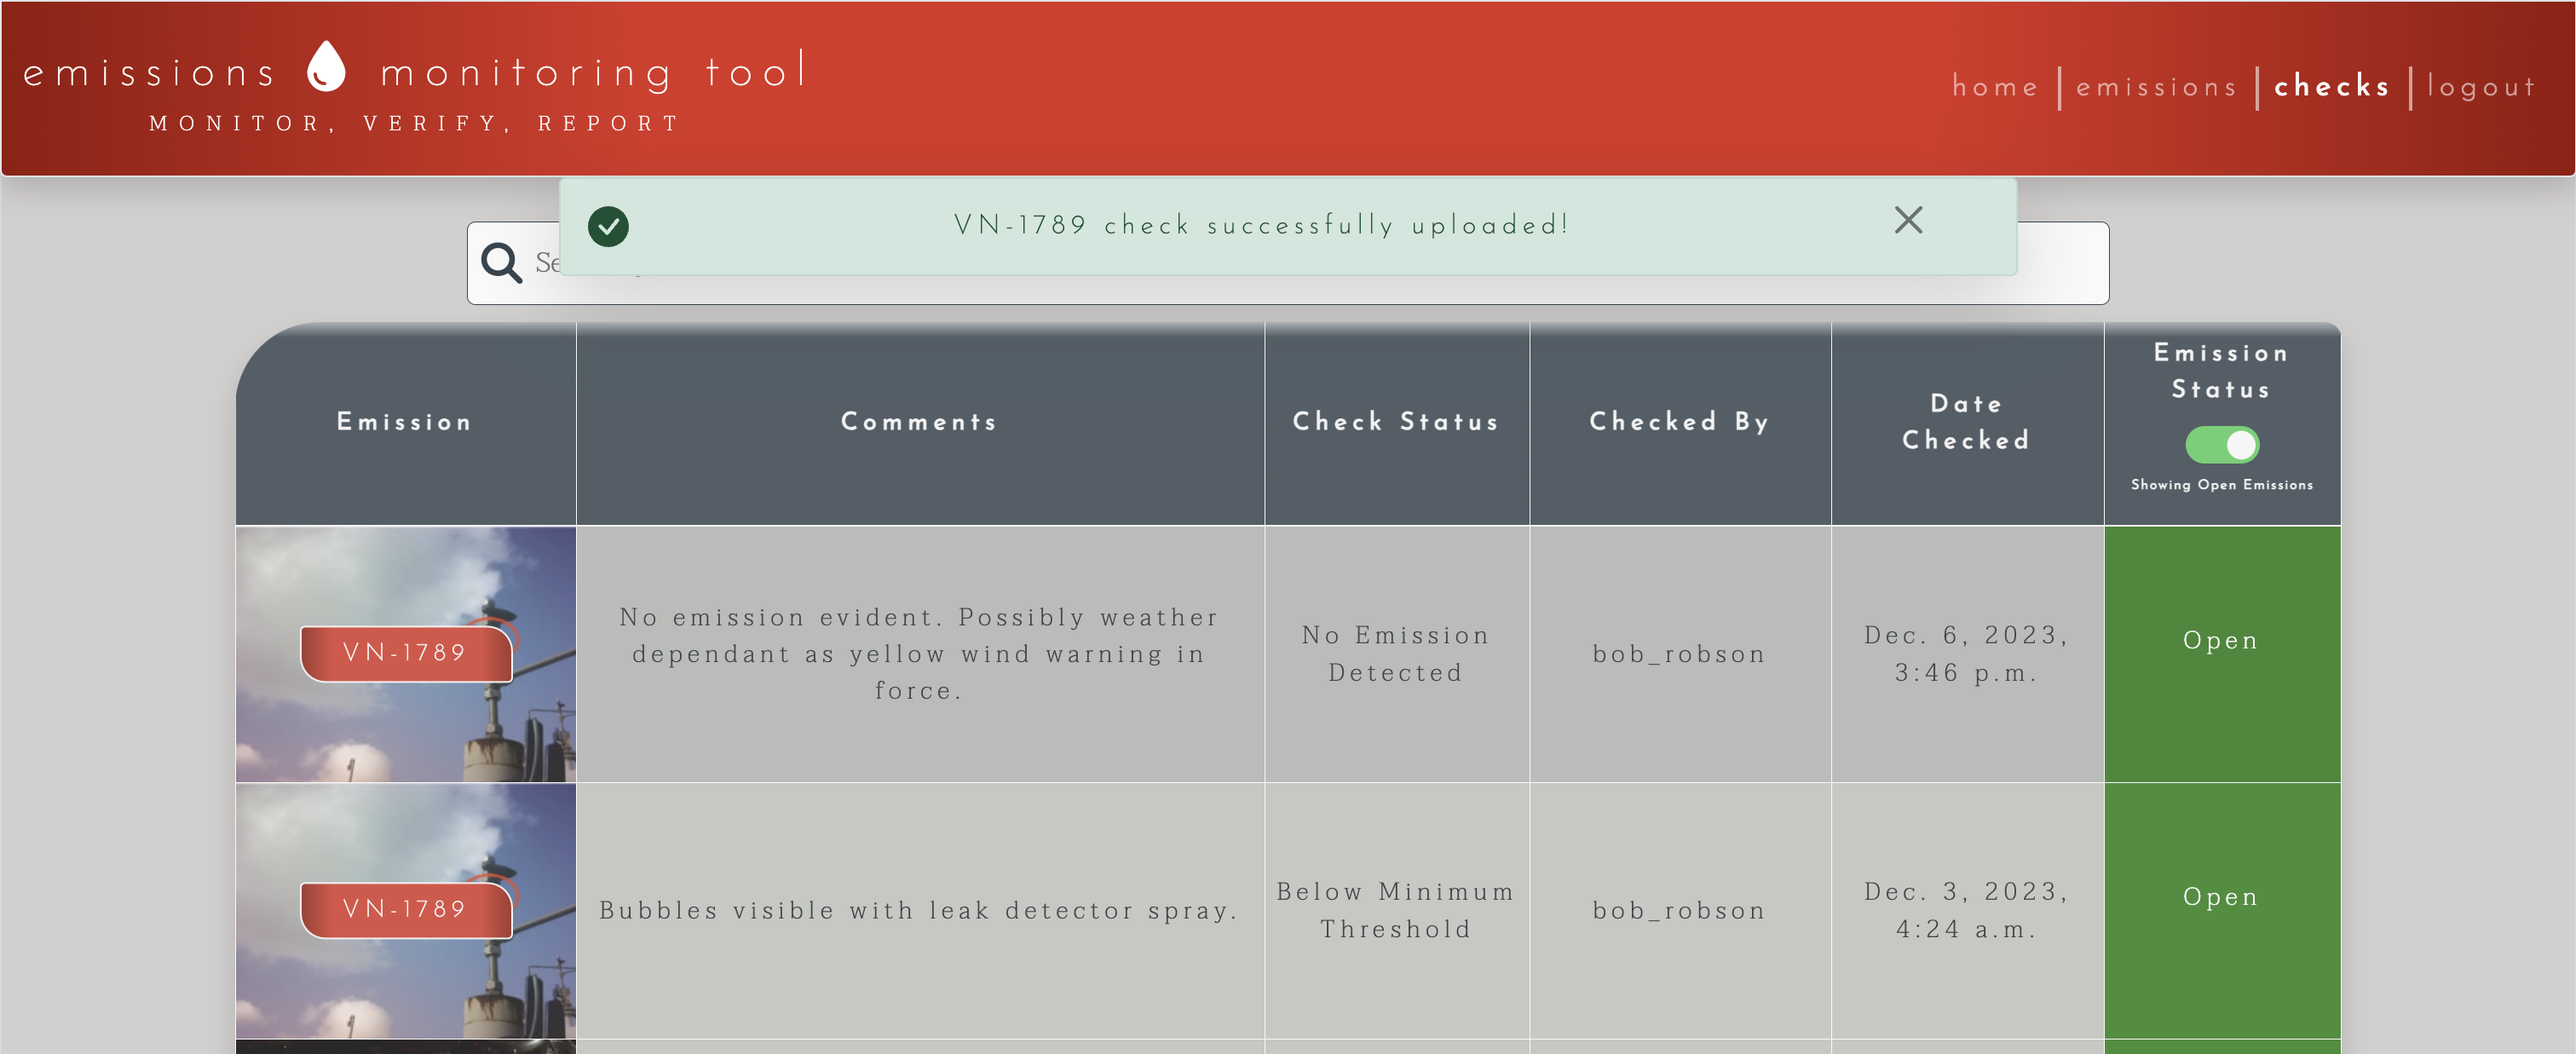 emissions monitoring tool
MONITOR, VERIFY, REPORT
home emissions checks logout
VN-1789 check successfully uploaded!
Emission
Comments
Check Status
Checked By
Date
Checked
Emission
Status
Showing Open Emissions
VN-1789
No emission evident. Possibly weather
dependant as yellow wind warning in
force.
No Emission
Detected
bob_robson
Dec. 6, 2023,
3:46 p.m.
Open
VN-1789
Bubbles visible with leak detector spray.
Below Minimum
Threshold
bob_robson
Dec. 3, 2023,
4:24 a.m.
Open